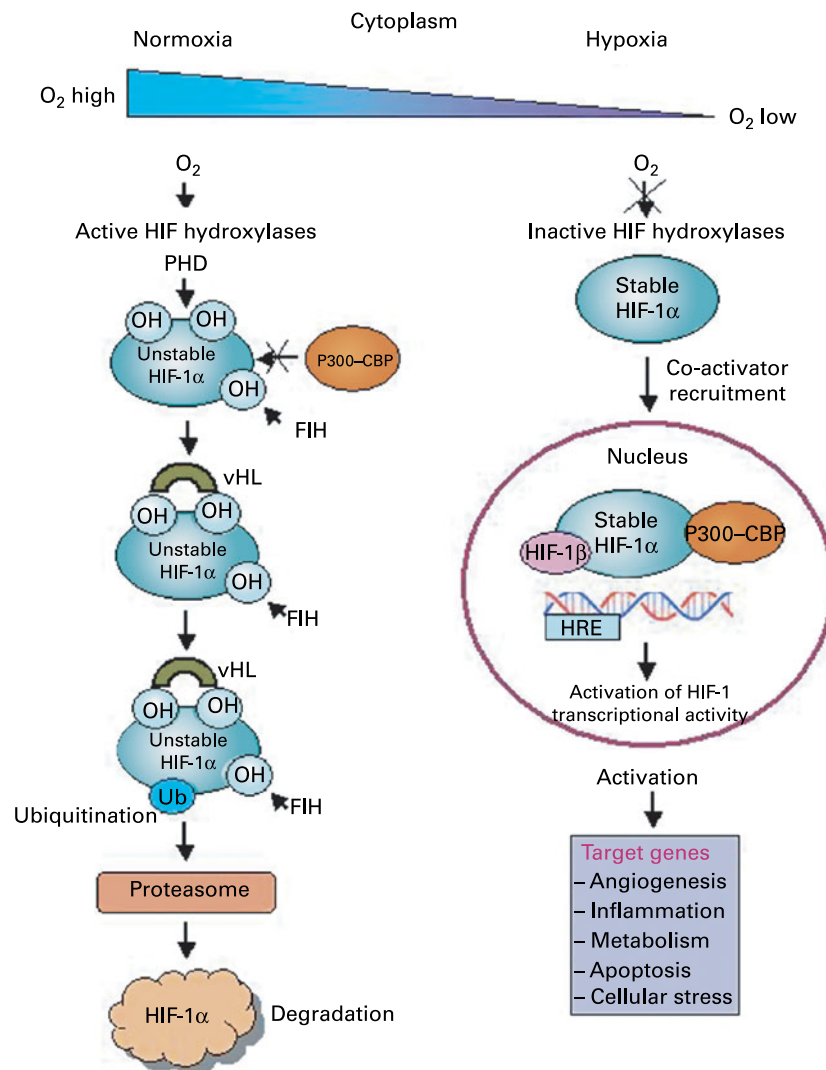 Cytoplasm
Normoxia
Hypoxia
O₂ high
O₂ low
O₂
Active HIF hydroxylases
PHD
OH
OH
Unstable
HIF-1α
P300–CBP
OH
FIH
vHL
OH
OH
Unstable
HIF-1α
OH
FIH
vHL
OH
OH
Unstable
HIF-1α
OH
Ub
FIH
Ubiquitination
Proteasome
HIF-1α
Degradation
O₂
Inactive HIF hydroxylases
Stable
HIF-1α
Co-activator
recruitment
Nucleus
Stable
HIF-1α
P300–CBP
HIF-1β
HRE
Activation of HIF-1
transcriptional activity
Activation
Target genes
– Angiogenesis
– Inflammation
– Metabolism
– Apoptosis
– Cellular stress